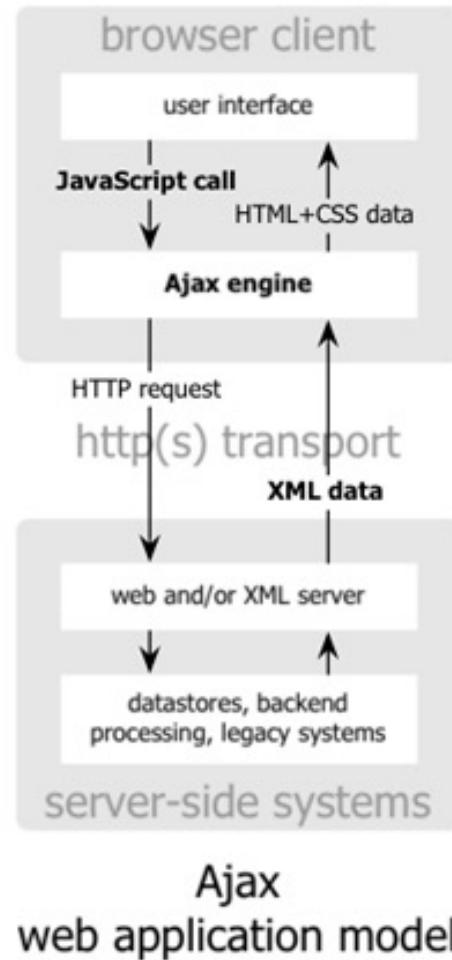 browser client
user interface
JavaScript call
HTML+CSS data
Ajax engine
HTTP request
http(s) transport
XML data
web and/or XML server
datastores, backend
processing, legacy systems
server-side systems
Ajax
web application model